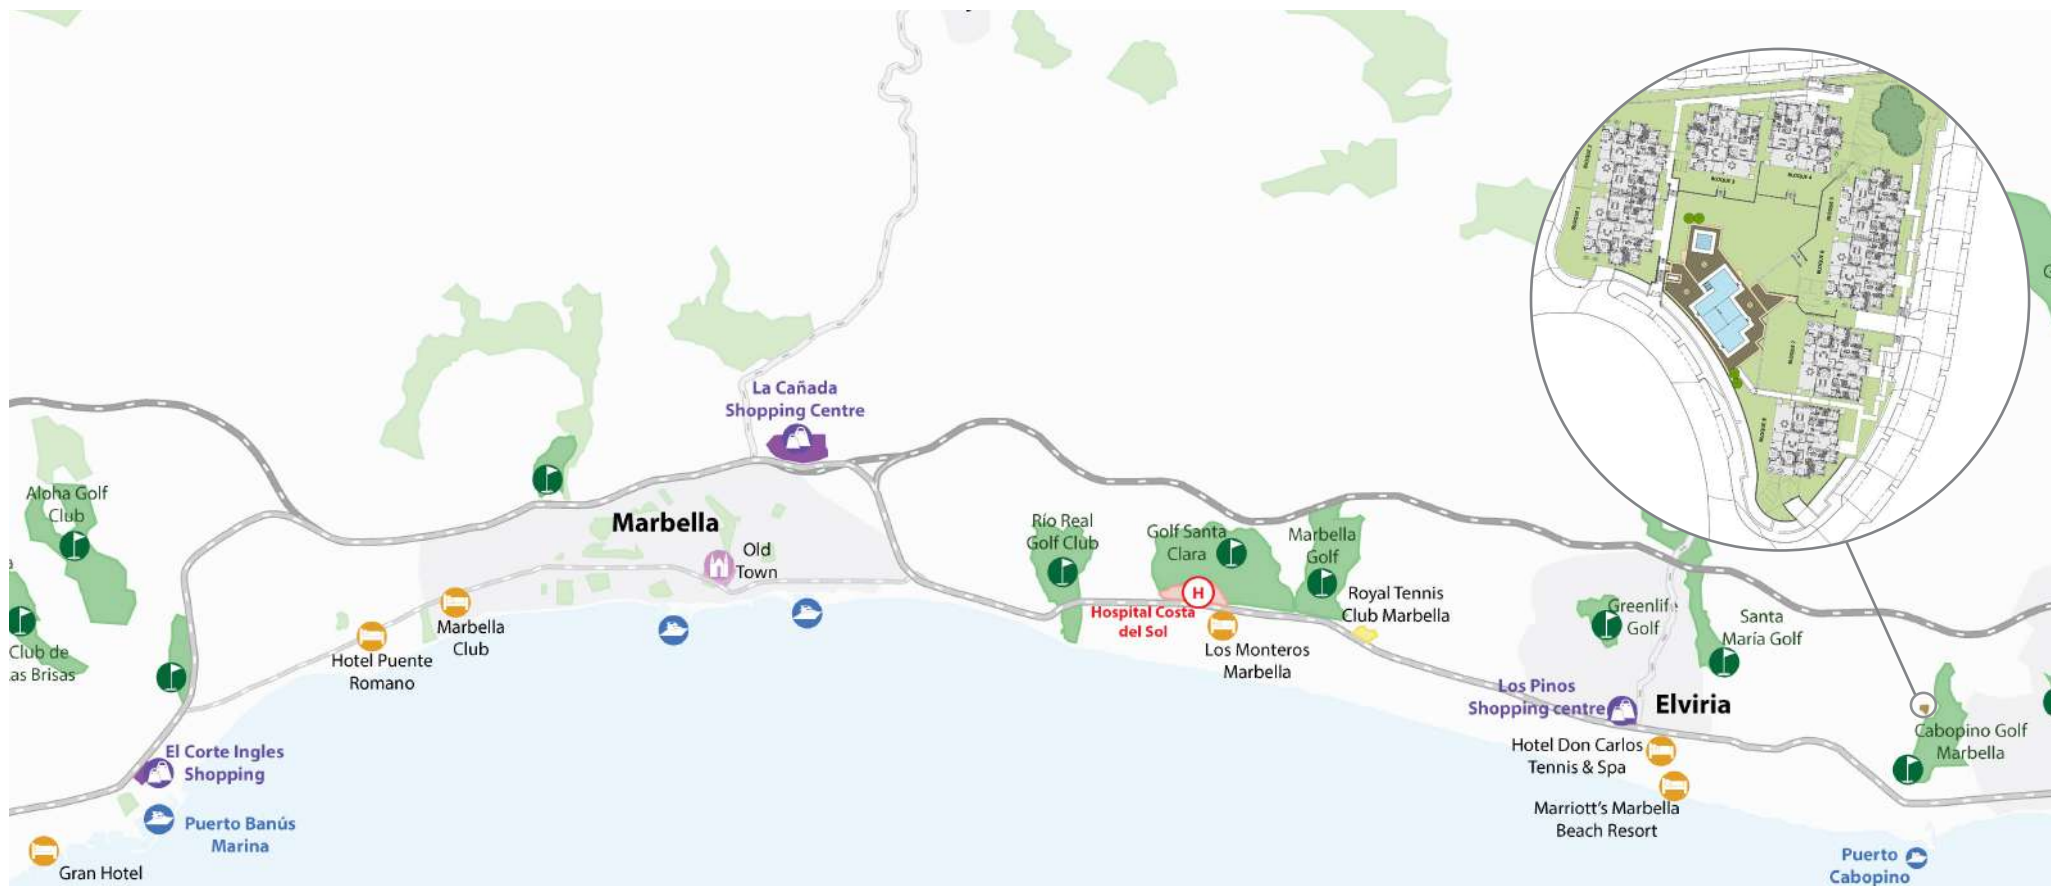 La Cañada
Shopping Centre
Aloha Golf
Club
Marbella
Old
Town
Río Real
Golf Club
Golf Santa
Clara
Marbella
Golf
H
Hospital Costa
del Sol
Royal Tennis
Club Marbella
Greenlife
Golf
Santa
María Golf
Marbella
Club
Hotel Puente
Romano
Club de
as Brisas
Los Monteros
Marbella
Los Pinos
Shopping centre
Elviria
Cabopino Golf
Marbella
El Corte Ingles
Shopping
Hotel Don Carlos
Tennis & Spa
Marriott's Marbella
Beach Resort
Puerto Banús
Marina
Gran Hotel
Puerto
Cabopino